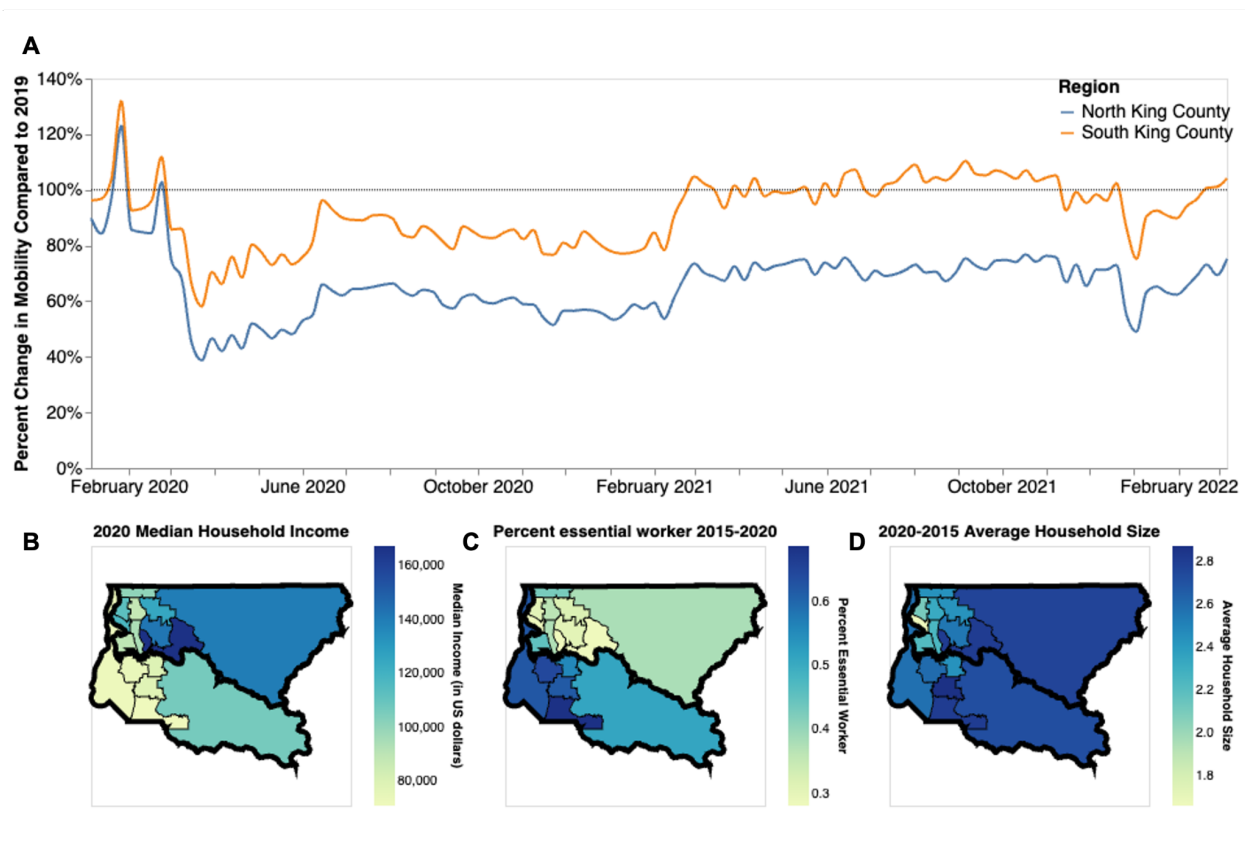 A
Percent Change in Mobility Compared to 2019
140%
120%
100%
80%
60%
40%
20%
0%
Region
North King County
South King County
February 2020
June 2020
October 2020
February 2021
June 2021
October 2021
February 2022
B
2020 Median Household Income
160,000
140,000
120,000
100,000
80,000
Median Income (in US dollars)
C
Percent essential worker 2015-2020
0.6
0.5
0.4
0.3
Percent Essential Worker
D
2020-2015 Average Household Size
2.8
2.6
2.4
2.2
2.0
1.8
Average Household Size